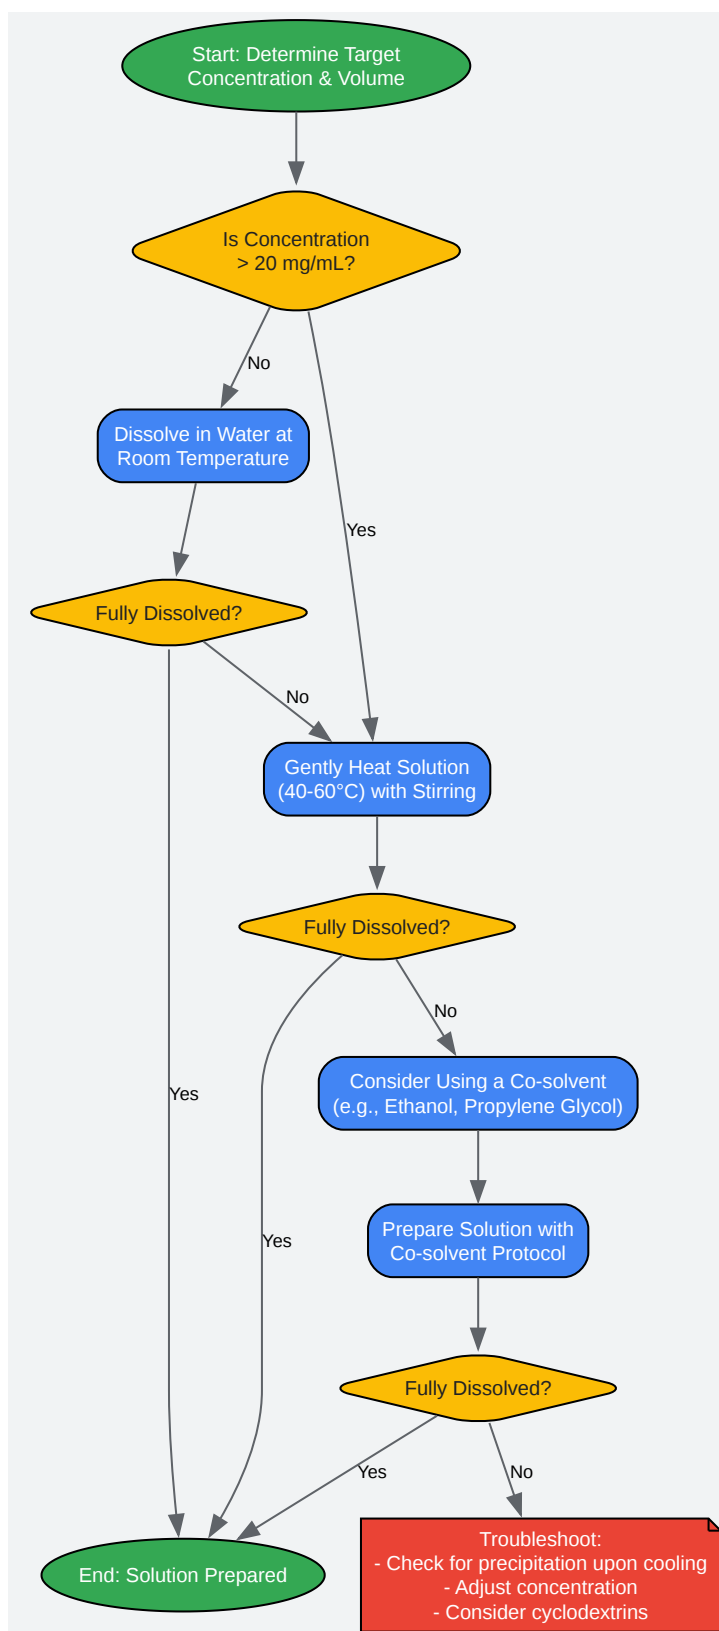 Start: Determine Target
Concentration & Volume
Is Concentration
> 20 mg/mL?
No
Dissolve in Water at
Room Temperature
Yes
Fully Dissolved?
No
Gently Heat Solution
(40-60°C) with Stirring
Fully Dissolved?
No
Consider Using a Co-solvent
(e.g., Ethanol, Propylene Glycol)
Yes
Prepare Solution with
Co-solvent Protocol
Yes
Fully Dissolved?
Yes
No
End: Solution Prepared
Troubleshoot:
- Check for precipitation upon cooling
- Adjust concentration
- Consider cyclodextrins